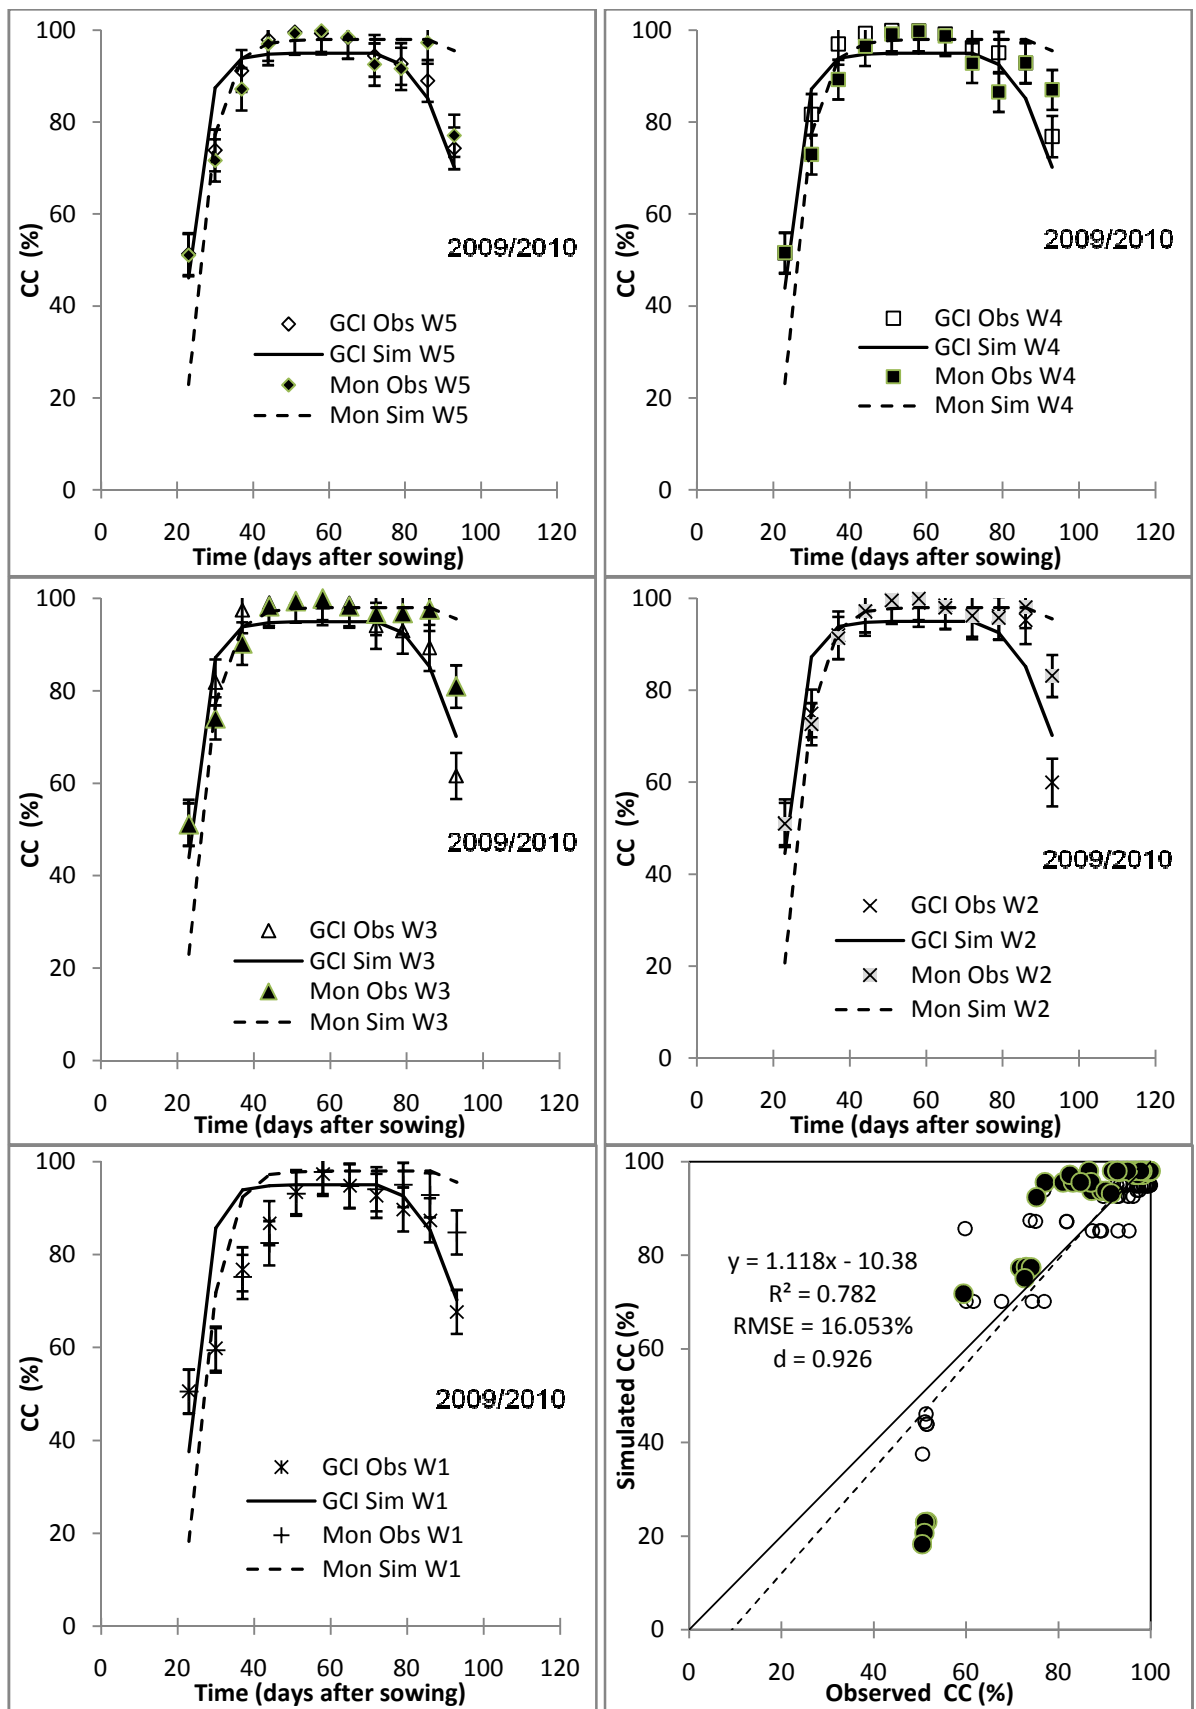 100
80
60
40
20
0
CC (%)
2009/2010
GCI Obs W5
GCI Sim W5
Mon Obs W5
Mon Sim W5
0 20 40 60 80 100 120
Time (days after sowing)
100
80
60
40
20
0
CC (%)
2009/2010
GCI Obs W4
GCI Sim W4
Mon Obs W4
Mon Sim W4
0 20 40 60 80 100 120
Time (days after sowing)
100
80
60
40
20
0
CC (%)
2009/2010
GCI Obs W3
GCI Sim W3
Mon Obs W3
Mon Sim W3
0 20 40 60 80 100 120
Time (days after sowing)
100
80
60
40
20
0
CC (%)
2009/2010
GCI Obs W2
GCI Sim W2
Mon Obs W2
Mon Sim W2
0 20 40 60 80 100 120
Time (days after sowing)
100
80
60
40
20
0
CC (%)
2009/2010
GCI Obs W1
GCI Sim W1
Mon Obs W1
Mon Sim W1
0 20 40 60 80 100 120
Time (days after sowing)
100
80
60
40
20
0
Simulated CC (%)
y = 1.118x - 10.38
R² = 0.782
RMSE = 16.053%
d = 0.926
0 20 40 60 80 100
Observed CC (%)